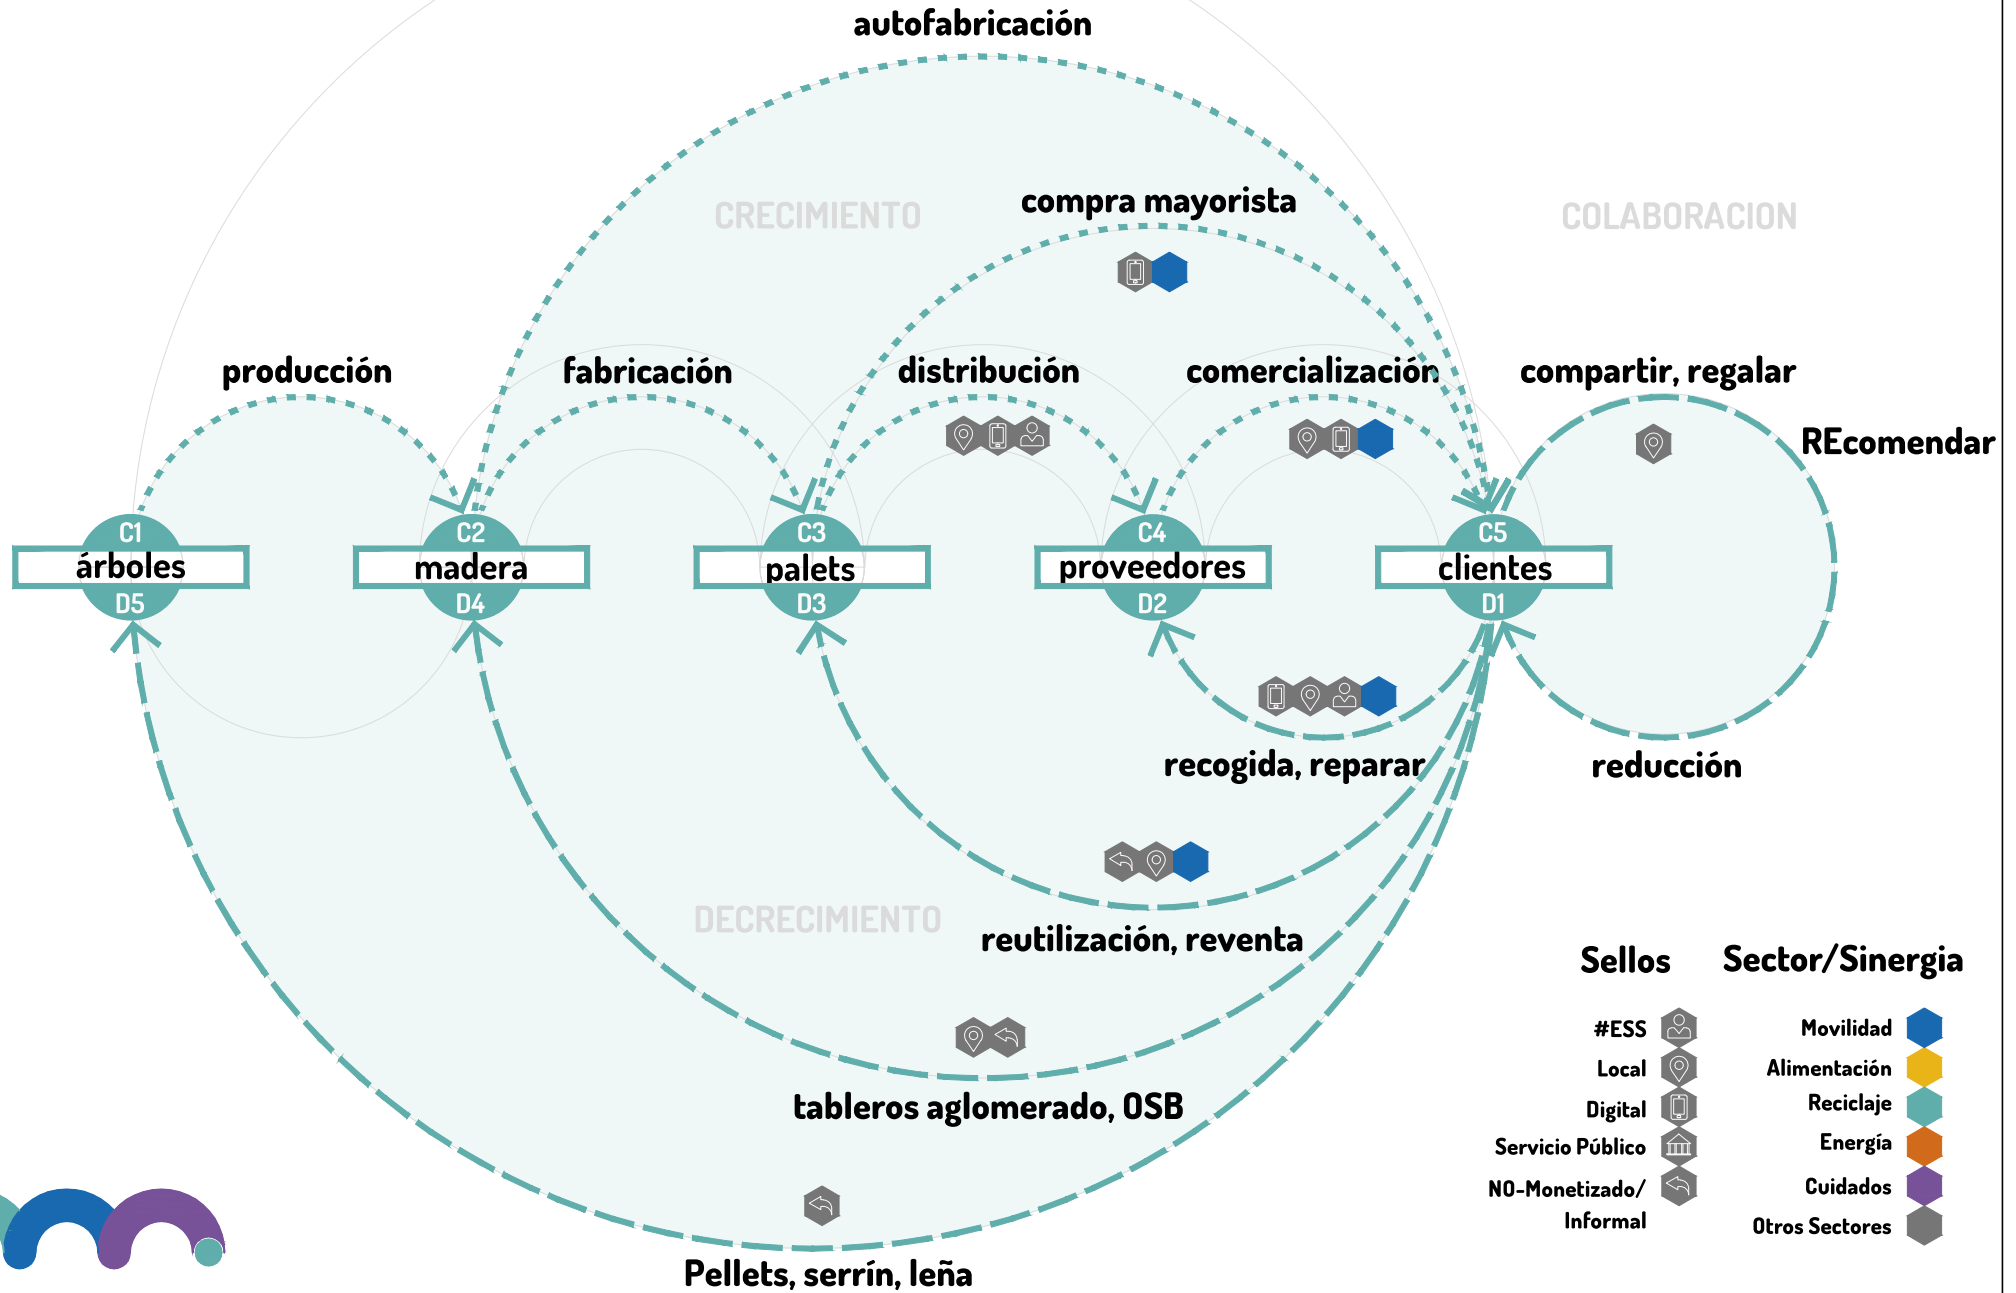 autofabricación
compra mayorista
CRECIMIENTO
COLABORACION
producción
fabricación
distribución
comercialización
compartir, regalar
REcomendar
C1
C2
C3
C4
C5
árboles
madera
palets
proveedores
clientes
D5
D4
D3
D2
D1
recogida, reparar
reducción
DECRECIMIENTO
reutilización, reventa
tableros aglomerado, OSB
Pellets, serrín, leña
Sellos
#ESS
Local
Digital
Servicio Público
NO-Monetizado/
Informal
Sector/Sinergia
Movilidad
Alimentación
Reciclaje
Energía
Cuidados
Otros Sectores